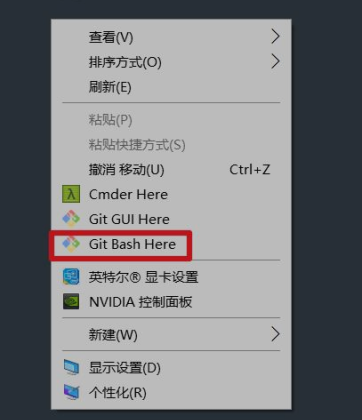 查看(V)
排序方式(O)
刷新(E)
粘贴(P)
粘贴快捷方式(S)
撤消 移动(U) Ctrl+Z
Cmder Here
Git GUI Here
Git Bash Here
英特尔® 显卡设置
NVIDIA 控制面板
新建(W)
显示设置(D)
个性化(R)